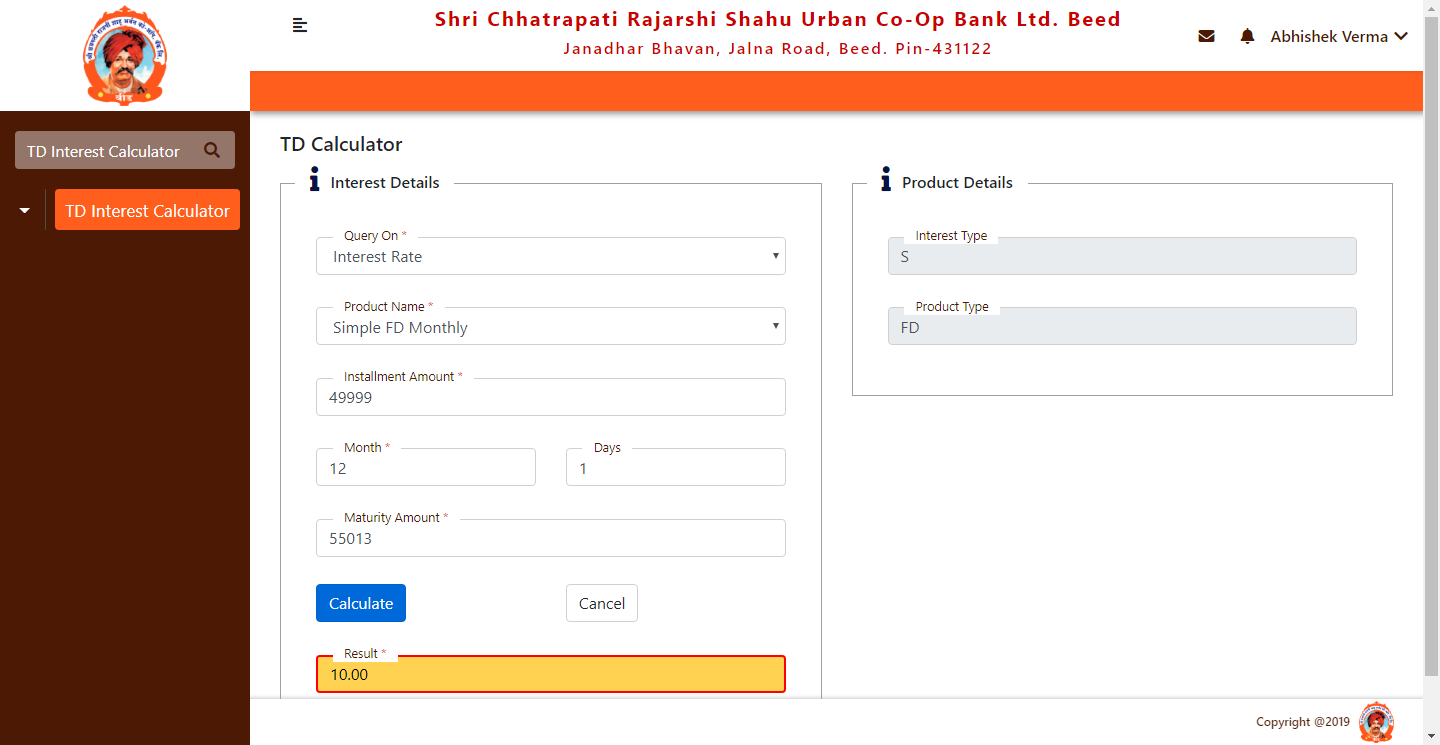 Shri Chhatrapati Rajarshi Shahu Urban Co-Op Bank Ltd. Beed
Janadhar Bhavan, Jalna Road, Beed. Pin-431122
Abhishek Verma
बीड
TD Interest Calculator
TD Interest Calculator
TD Calculator
Interest Details
Query On *
Interest Rate
Product Name *
Simple FD Monthly
Installment Amount *
49999
Month *
12
Days
1
Maturity Amount *
55013
Calculate
Cancel
Result *
10.00
Product Details
Interest Type
S
Product Type
FD
Copyright @2019